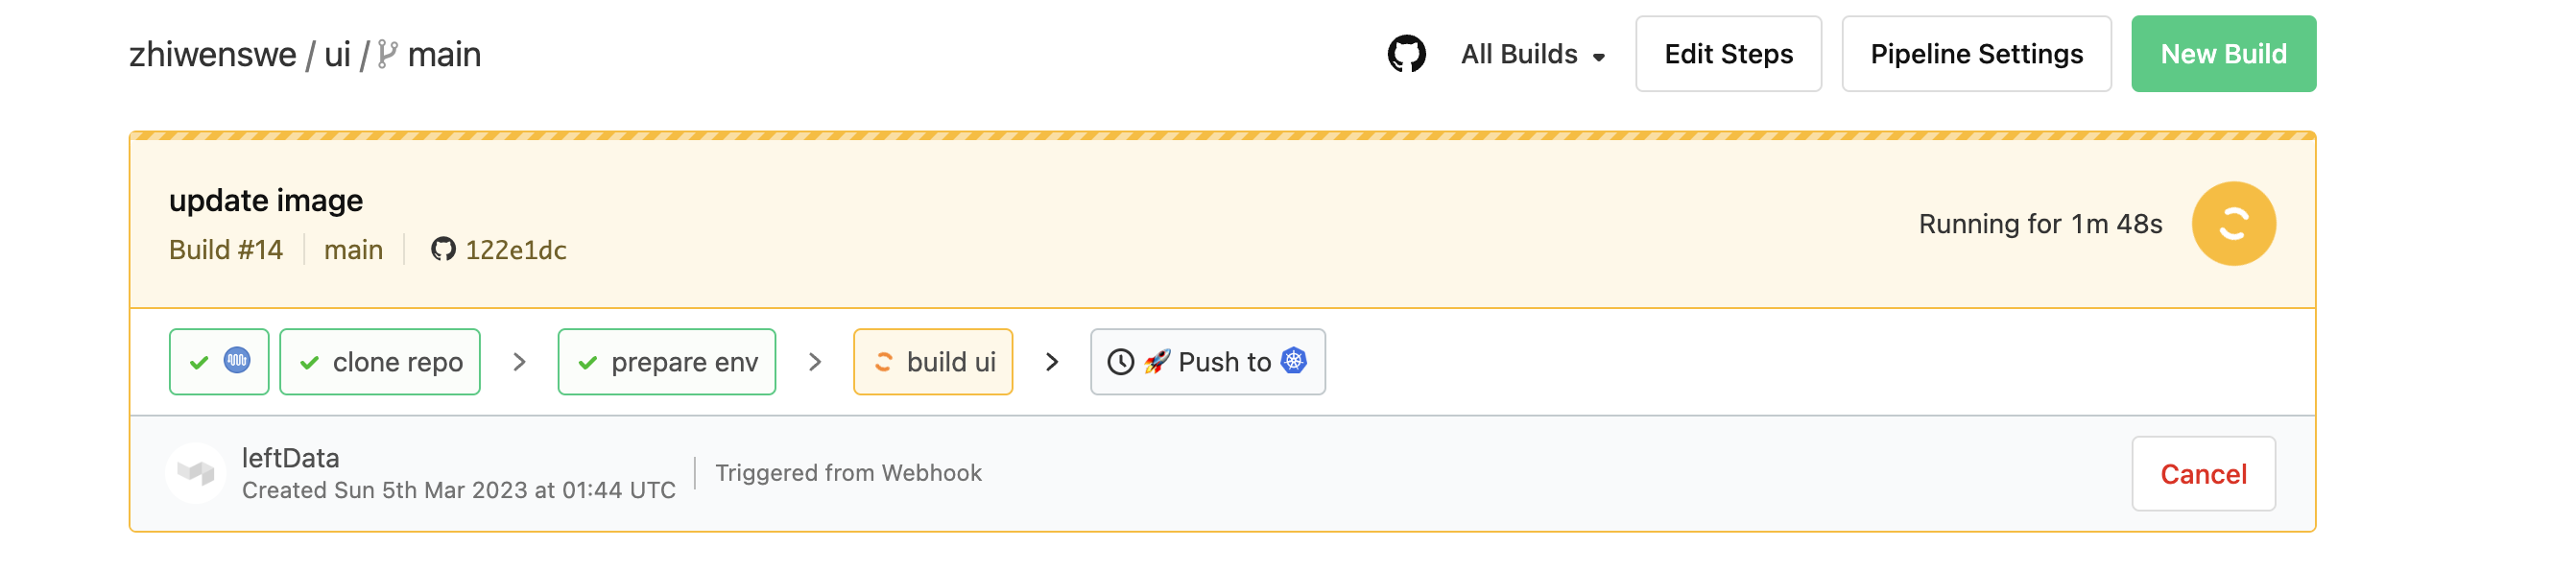 zhiwenswe / ui / main
All Builds
Edit Steps
Pipeline Settings
New Build
update image
Build #14
main
122e1dc
Running for 1m 48s
clone repo
prepare env
build ui
Push to
leftData
Created Sun 5th Mar 2023 at 01:44 UTC
Triggered from Webhook
Cancel